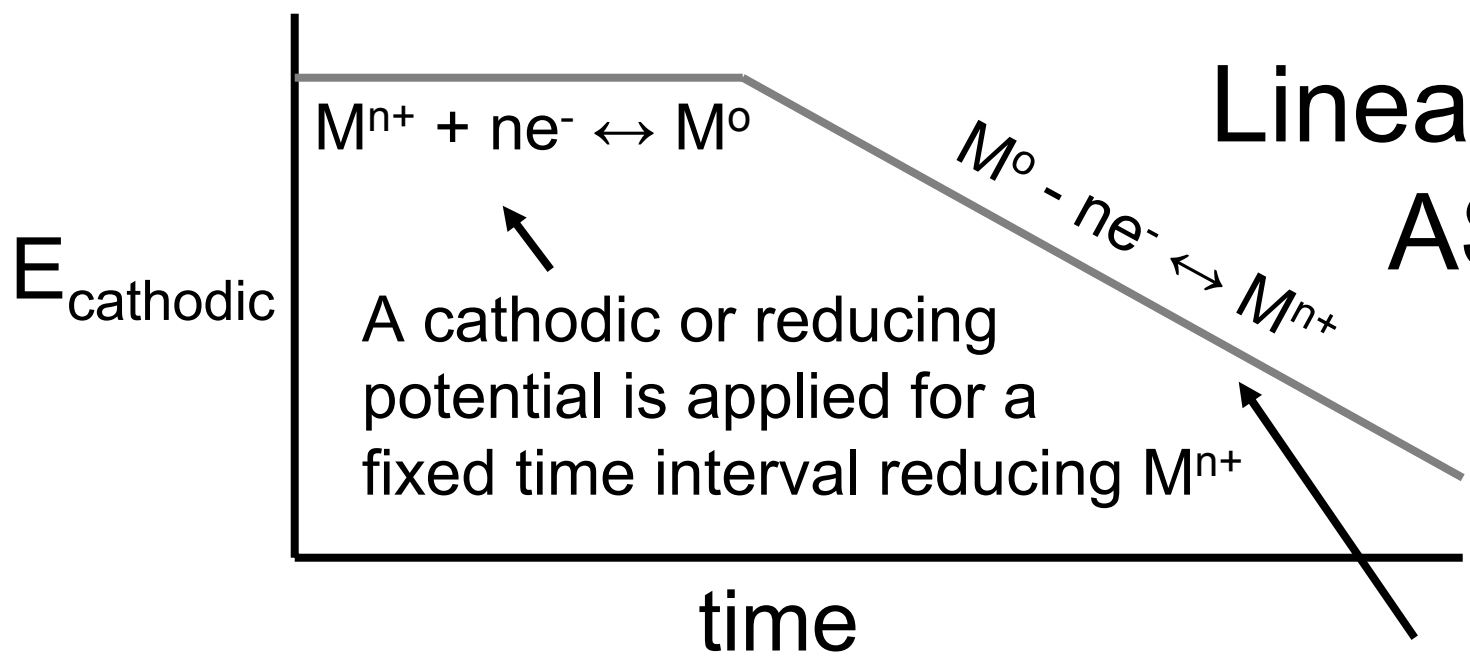 Linea
AS
Mⁿ⁺ + ne⁻ ↔ Mᵒ
Mᵒ - ne⁻ ↔ Mⁿ⁺
E_cathodic
A cathodic or reducing
potential is applied for a
fixed time interval reducing Mⁿ⁺
time